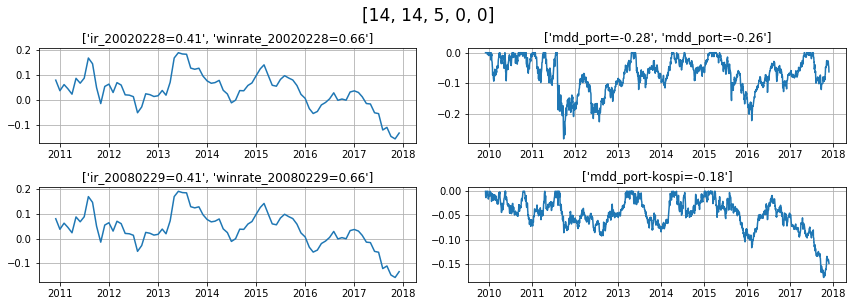 [14, 14, 5, 0, 0]
['ir_20020228=0.41', 'winrate_20020228=0.66']
0.2
0.1
0.0
−0.1
2011 2012 2013 2014 2015 2016 2017 2018
['mdd_port=-0.28', 'mdd_port=-0.26']
0.0
−0.1
−0.2
2010 2011 2012 2013 2014 2015 2016 2017 2018
['ir_20080229=0.41', 'winrate_20080229=0.66']
0.2
0.1
0.0
−0.1
2011 2012 2013 2014 2015 2016 2017 2018
['mdd_port-kospi=-0.18']
0.00
−0.05
−0.10
−0.15
2010 2011 2012 2013 2014 2015 2016 2017 2018